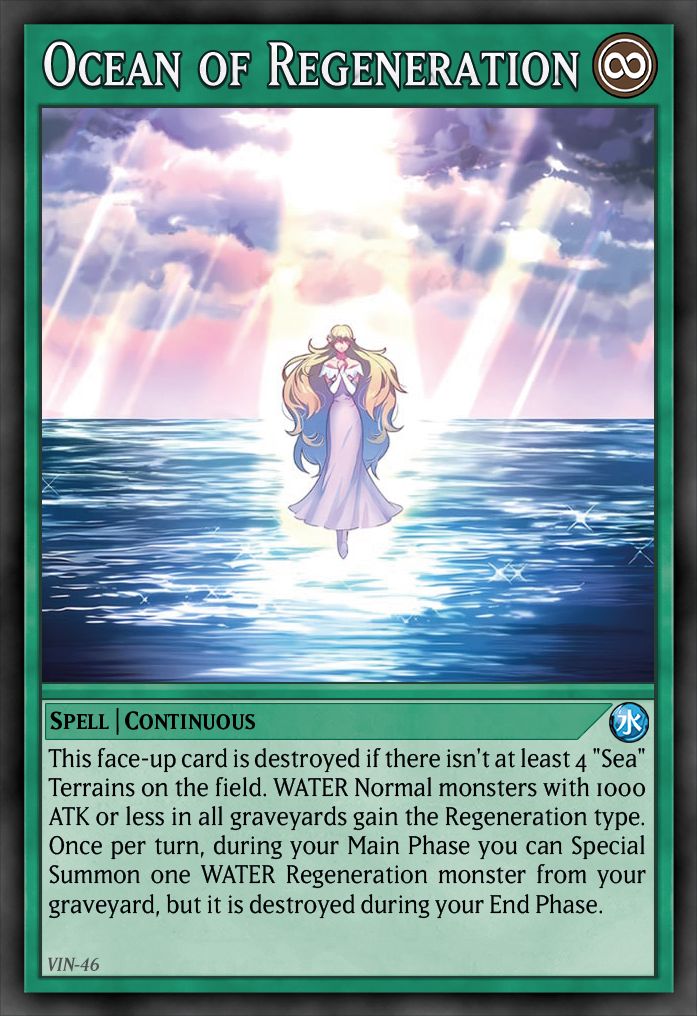 Ocean of Regeneration
Spell | Continuous
水
This face-up card is destroyed if there isn't at least 4 "Sea"
Terrains on the field. WATER Normal monsters with 1000
ATK or less in all graveyards gain the Regeneration type.
Once per turn, during your Main Phase you can Special
Summon one WATER Regeneration monster from your
graveyard, but it is destroyed during your End Phase.
VIN-46